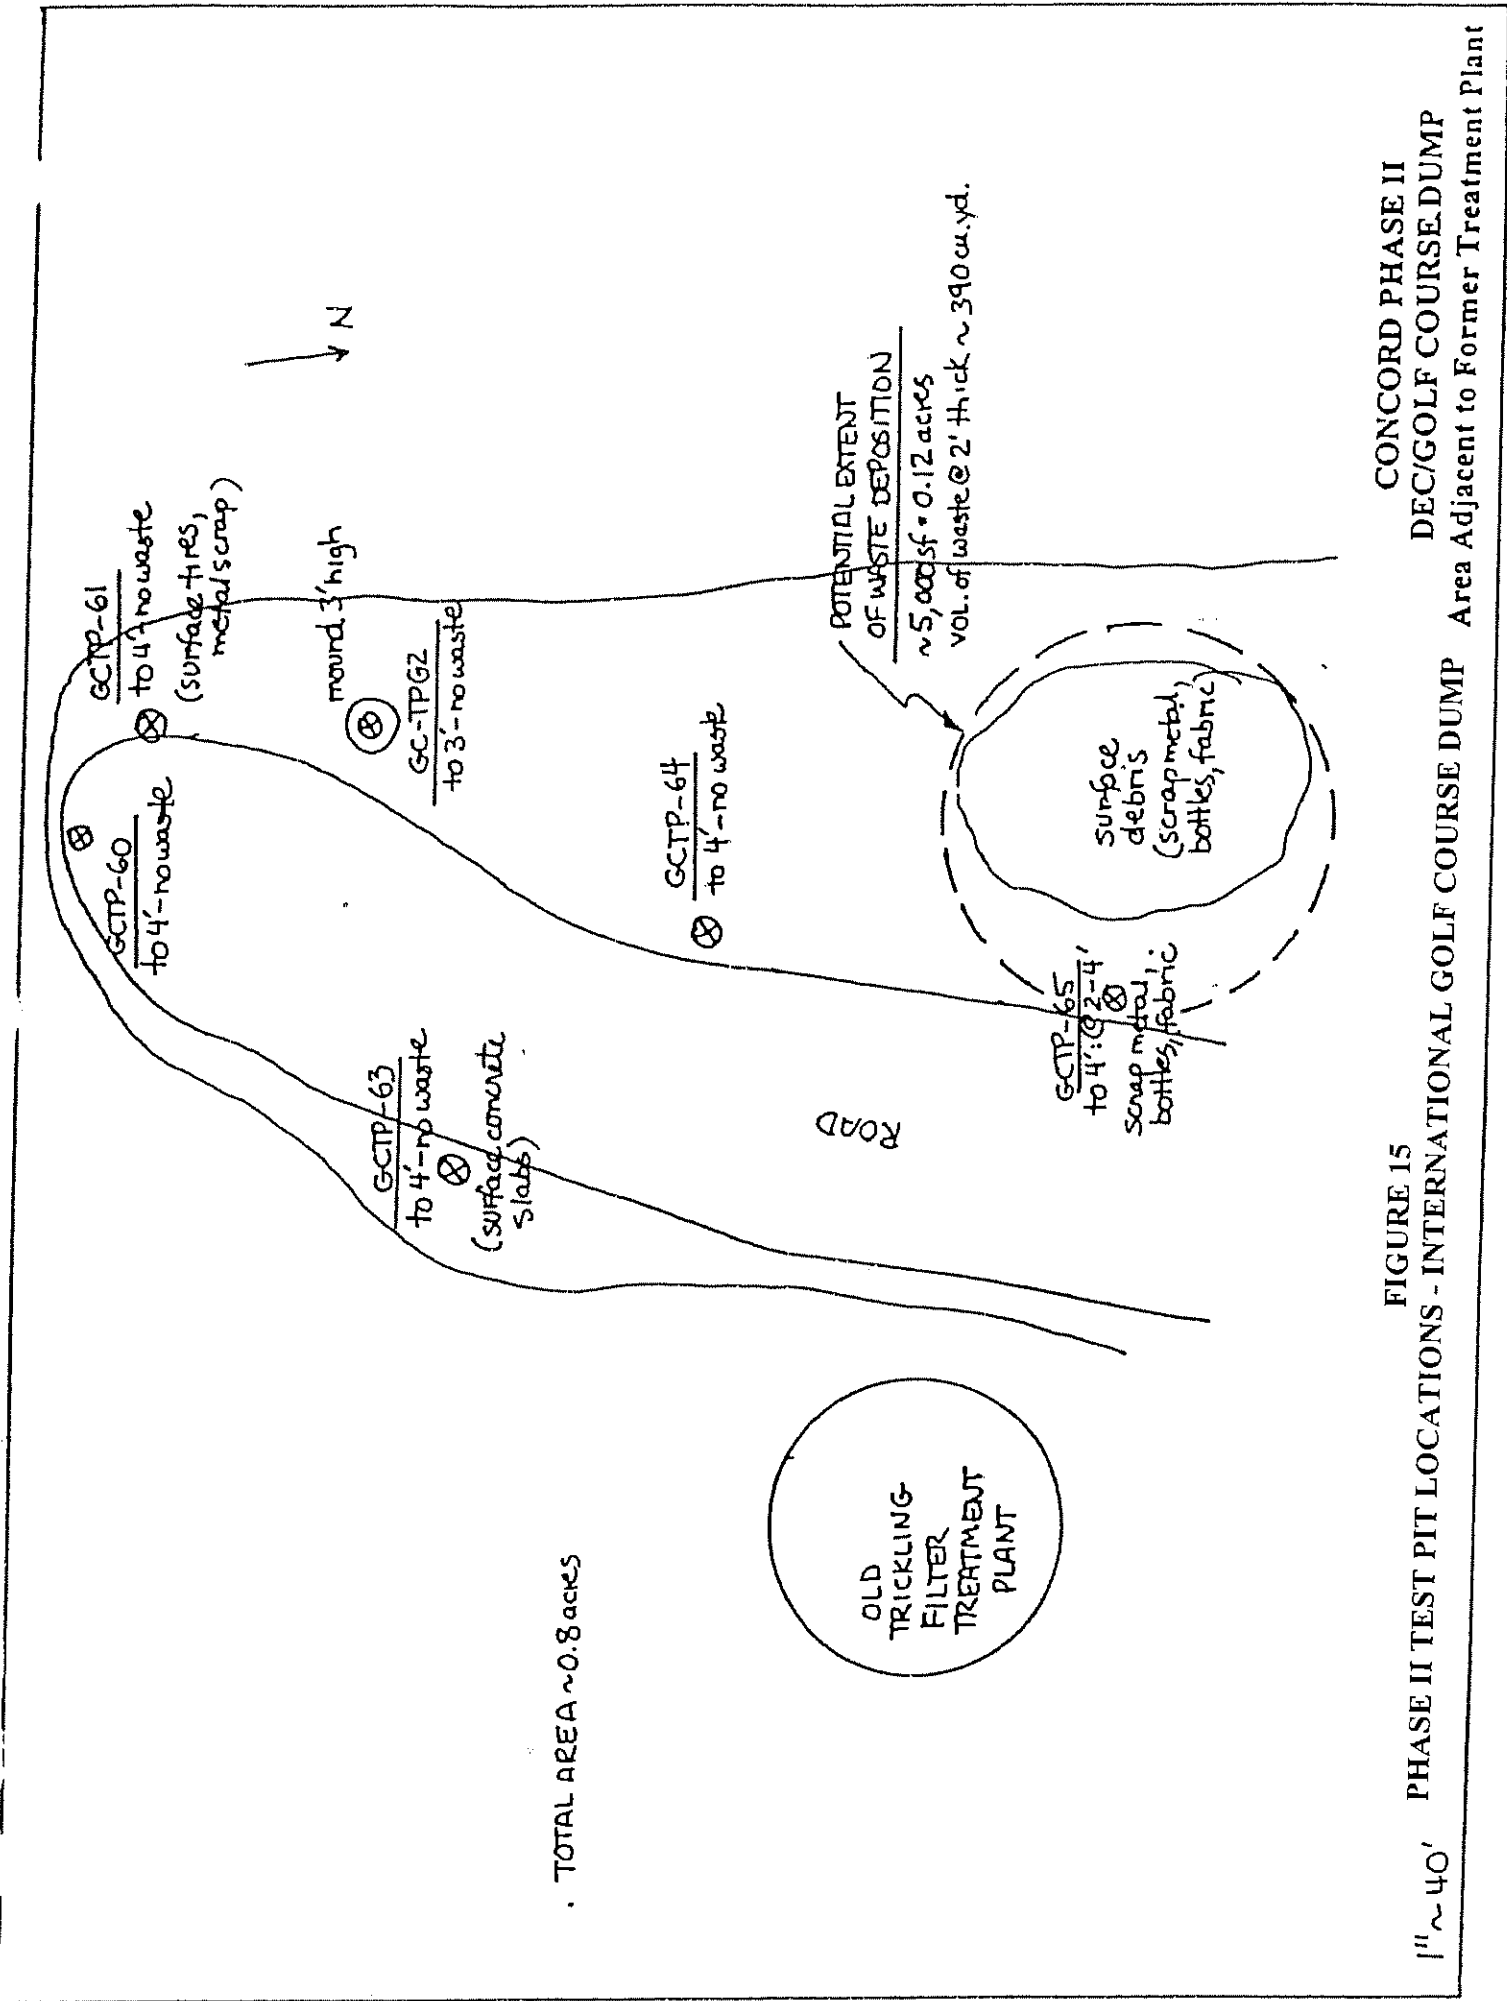 GCTP-60
to 4'-no waste
GCTP-61
to 4'-no waste
(surface tires,
metal scrap)
N
mound 3' high
GC-TPG2
to 3'-no waste
GCTP-63
to 4'-no waste
(surface concrete
slabs)
GCTP-64
to 4'-no waste
POTENTIAL EXTENT
OF WASTE DEPOSITION
~5,000sf = 0.12 acres
VOL. of waste @ 2' thick ~ 390 cu.yd.
. TOTAL AREA ~0.8 acres
ROAD
OLD
TRICKLING
FILTER
TREATMENT
PLANT
GCTP-65
to 4': @ 2-4'
scrap metal,
bottles, fabric
surface
debris
(scrap metal,
bottles, fabric
FIGURE 15
CONCORD PHASE II
1" ~ 40' PHASE II TEST PIT LOCATIONS - INTERNATIONAL GOLF COURSE DUMP
DEC/GOLF COURSE DUMP
Area Adjacent to Former Treatment Plant